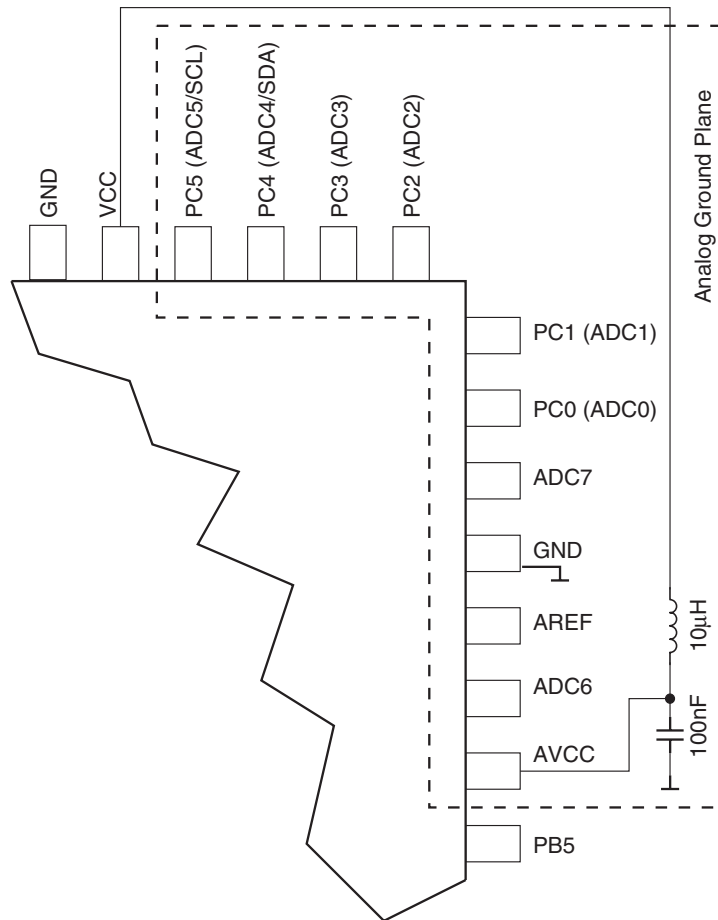 GND
VCC
PC5 (ADC5/SCL)
PC4 (ADC4/SDA)
PC3 (ADC3)
PC2 (ADC2)
Analog Ground Plane
PC1 (ADC1)
PC0 (ADC0)
ADC7
GND
AREF
ADC6
AVCC
PB5
10μH
100nF